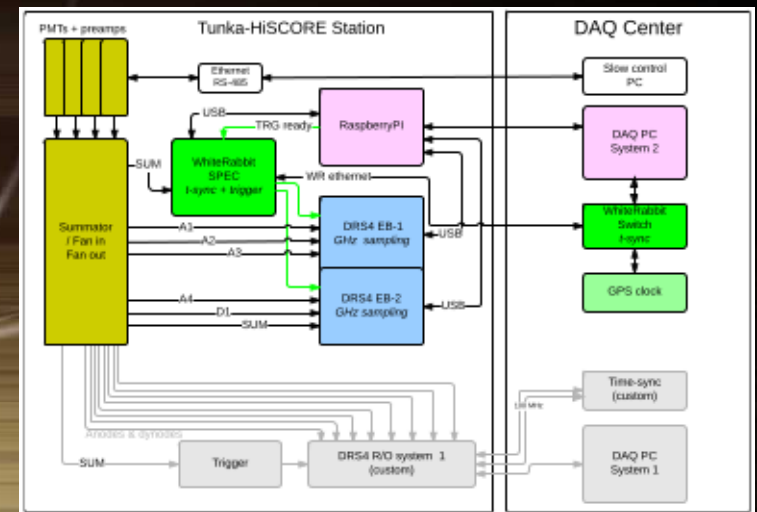 Tunka-HiSCORE Station
DAQ Center
PMTs + preamps
Ethernet
RS-485
Slow control
PC
USB
TRG ready
RaspberryPI
DAQ PC
System 2
SUM
WhiteRabbit
SPEC
t-sync + trigger
WR ethernet
WhiteRabbit
Switch
t-sync
Summator
/ Fan in
Fan out
A1
A2
A3
DRS4 EB-1
GHz sampling
USB
GPS clock
A4
D1
SUM
DRS4 EB-2
GHz sampling
USB
Time-sync
(custom)
Anodes & dynodes
SUM
Trigger
DRS4 R/O system 1
(custom)
DAQ PC
System 1